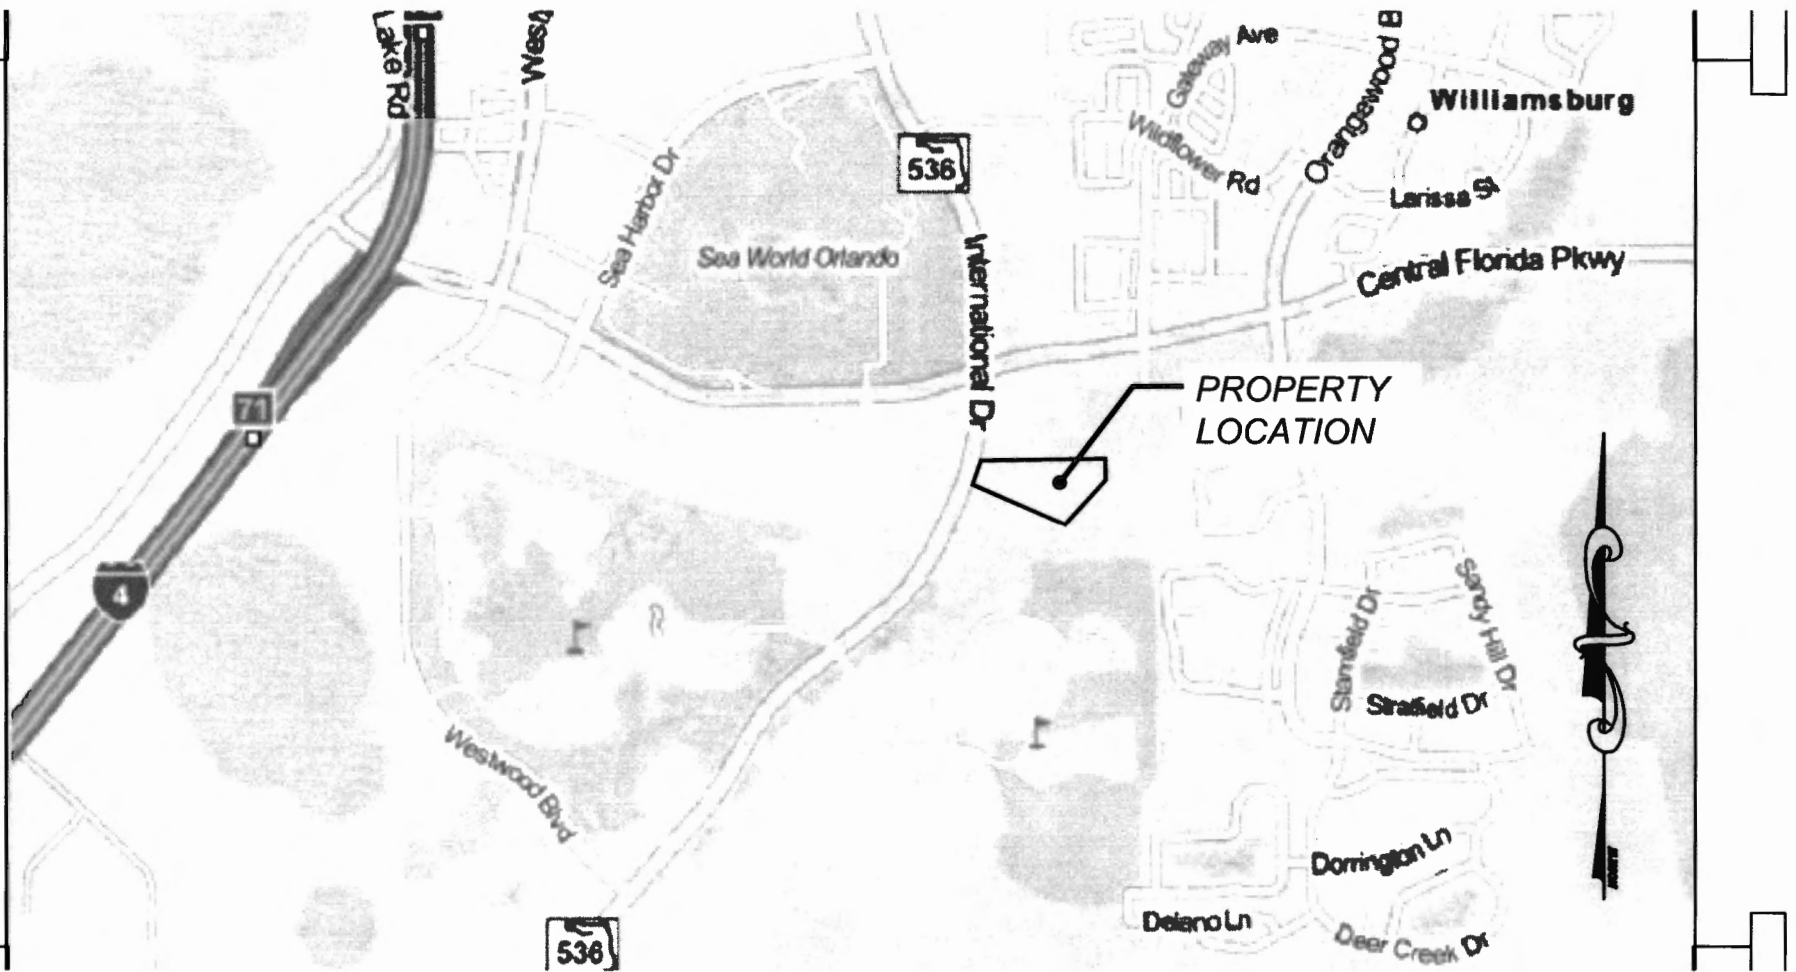 Lake Rd
West
Gateway Ave
Orangewood B
Williamsburg
Wildflower Rd
536
Larissa St
Sea Harbor Dr
Sea World Orlando
International Dr
Central Florida Pkwy
PROPERTY
LOCATION
71
4
Stamfield Dr
Sandy Hill Dr
Stratfield Dr
Westwood Blvd
Dorrington Ln
Delano Ln
Deer Creek Dr
536
NORTH